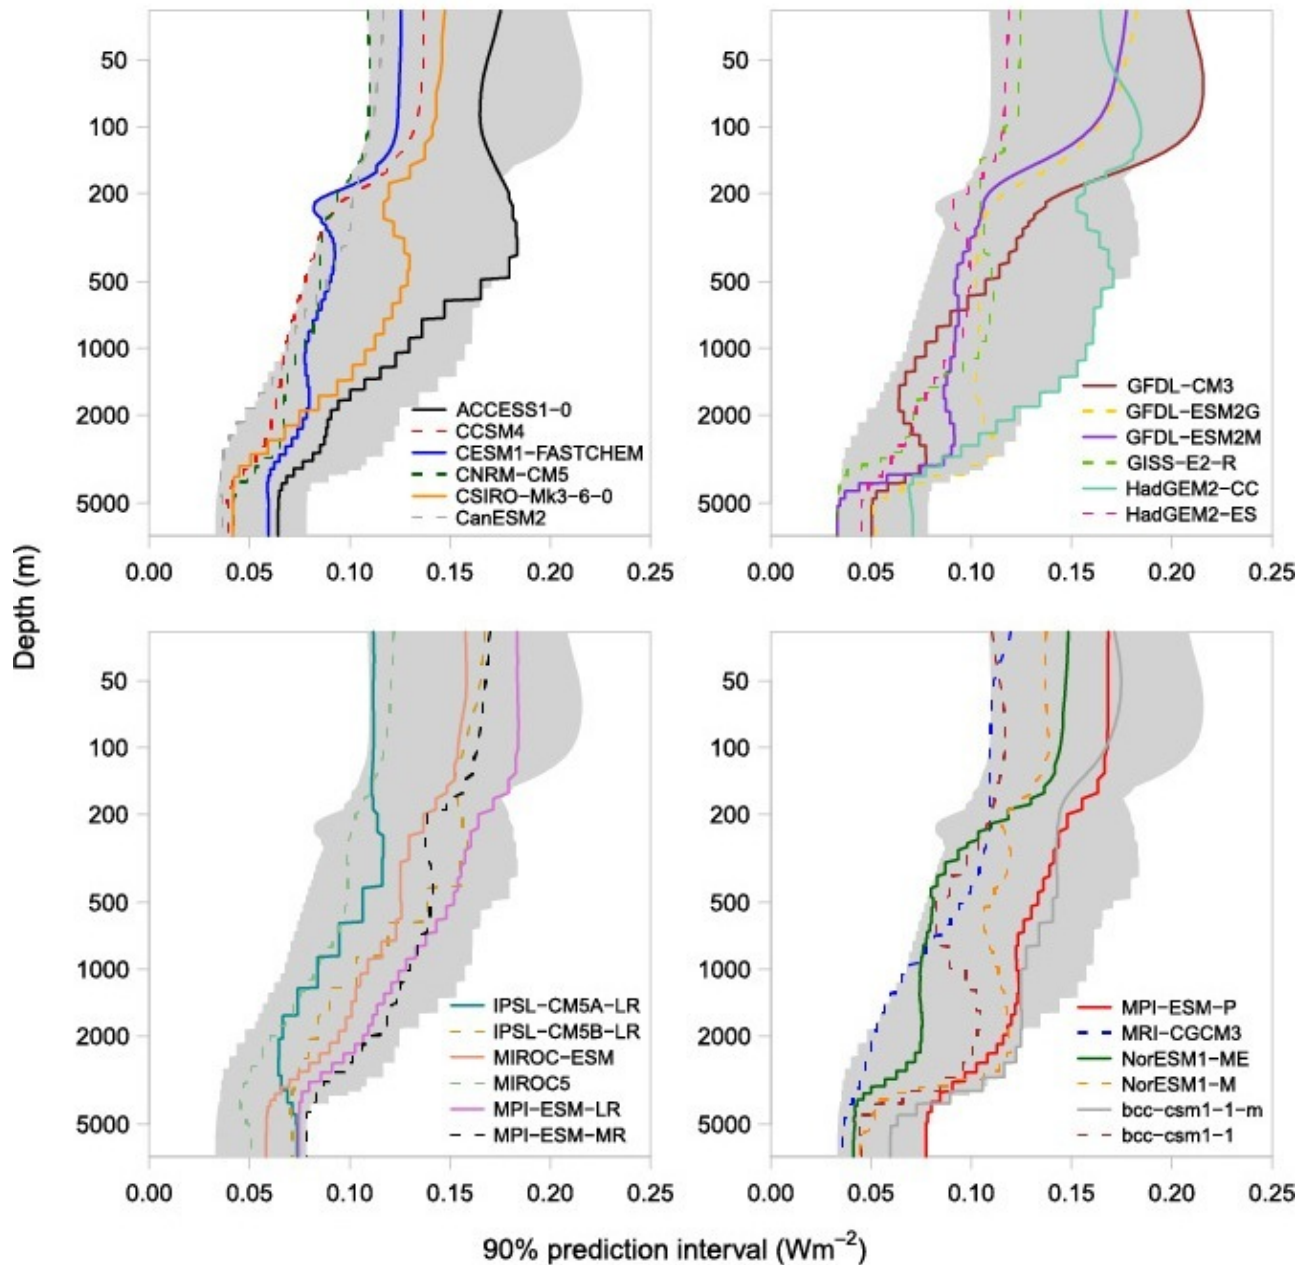 50
100
200
500
1000
2000
5000
ACCESS1-0
CCSM4
CESM1-FASTCHEM
CNRM-CM5
CSIRO-Mk3-6-0
CanESM2
0.00 0.05 0.10 0.15 0.20 0.25
50
100
200
500
1000
2000
5000
GFDL-CM3
GFDL-ESM2G
GFDL-ESM2M
GISS-E2-R
HadGEM2-CC
HadGEM2-ES
0.00 0.05 0.10 0.15 0.20 0.25
Depth (m)
50
100
200
500
1000
2000
5000
IPSL-CM5A-LR
IPSL-CM5B-LR
MIROC-ESM
MIROC5
MPI-ESM-LR
MPI-ESM-MR
0.00 0.05 0.10 0.15 0.20 0.25
50
100
200
500
1000
2000
5000
MPI-ESM-P
MRI-CGCM3
NorESM1-ME
NorESM1-M
bcc-csm1-1-m
bcc-csm1-1
0.00 0.05 0.10 0.15 0.20 0.25
90% prediction interval (Wm⁻²)